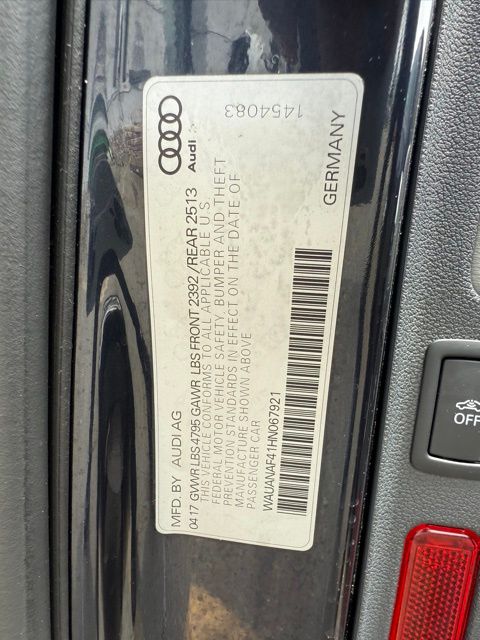 Audi
1454083
MFD. BY AUDI AG
0417 GVWR LBS 4795 GAWR LBS FRONT 2392 / REAR 2513
THIS VEHICLE CONFORMS TO ALL APPLICABLE U.S.
FEDERAL MOTOR VEHICLE SAFETY, BUMPER AND THEFT
PREVENTION STANDARDS IN EFFECT ON THE DATE OF
MANUFACTURE SHOWN ABOVE
PASSENGER CAR
WAUANAF41HN067921
GERMANY
OFF